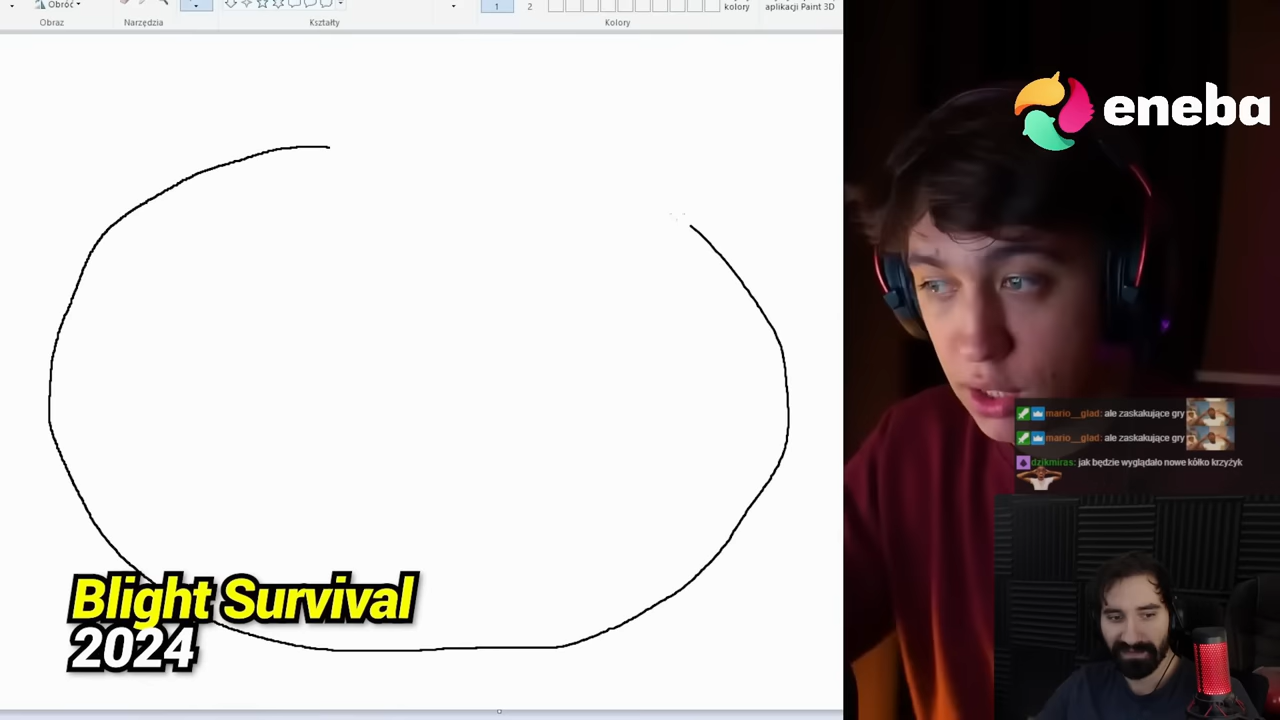 Obróć
1
2
kolory
aplikacji Paint 3D
Obraz
Narzędzia
Kształty
Kolory
eneba
mario__glad: ale zaskakujące gry
mario__glad: ale zaskakujące gry
dzikmiras: jak będzie wyglądało nowe kółko krzyżyk
Blight Survival
2024